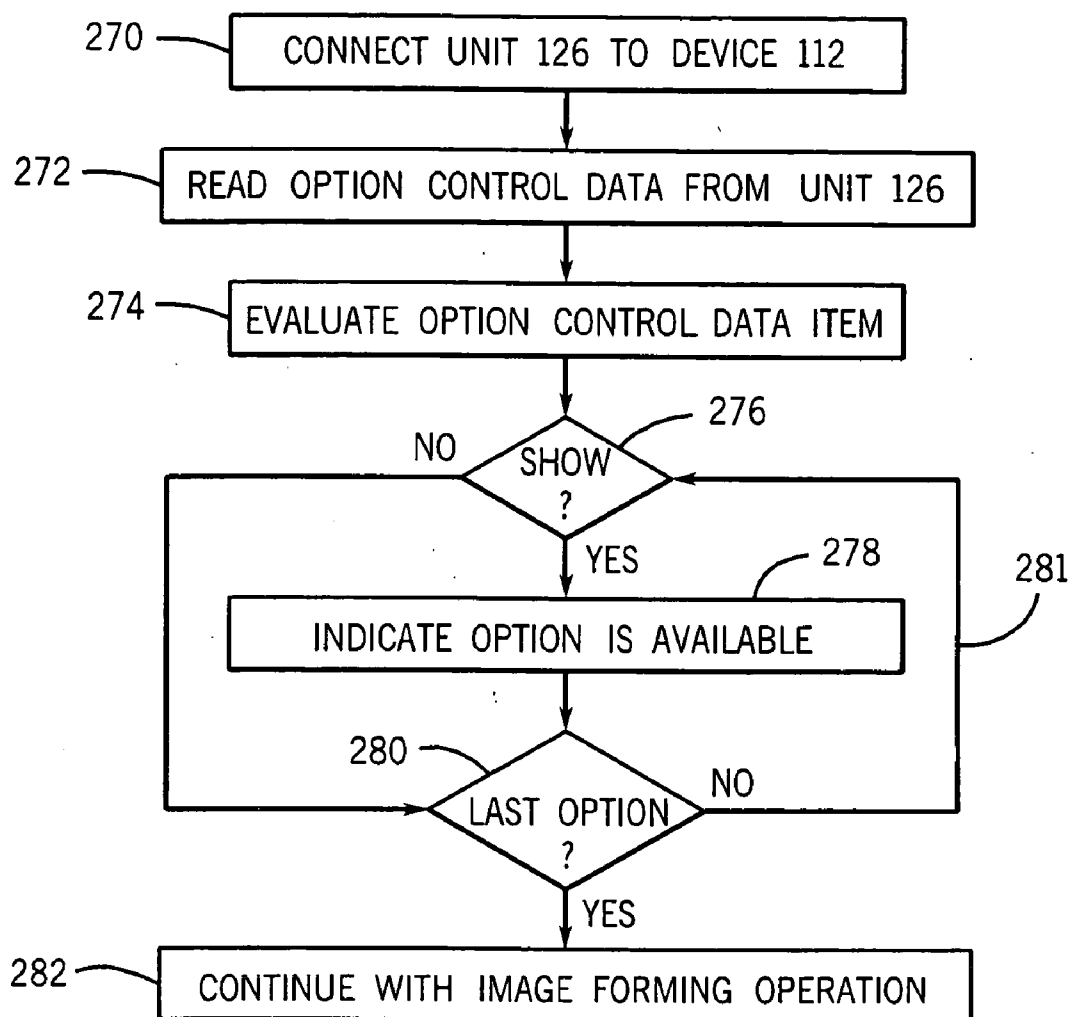 270
CONNECT UNIT 126 TO DEVICE 112
272
READ OPTION CONTROL DATA FROM UNIT 126
274
EVALUATE OPTION CONTROL DATA ITEM
276
NO
SHOW
?
YES
278
281
INDICATE OPTION IS AVAILABLE
280
NO
LAST OPTION
?
YES
282
CONTINUE WITH IMAGE FORMING OPERATION